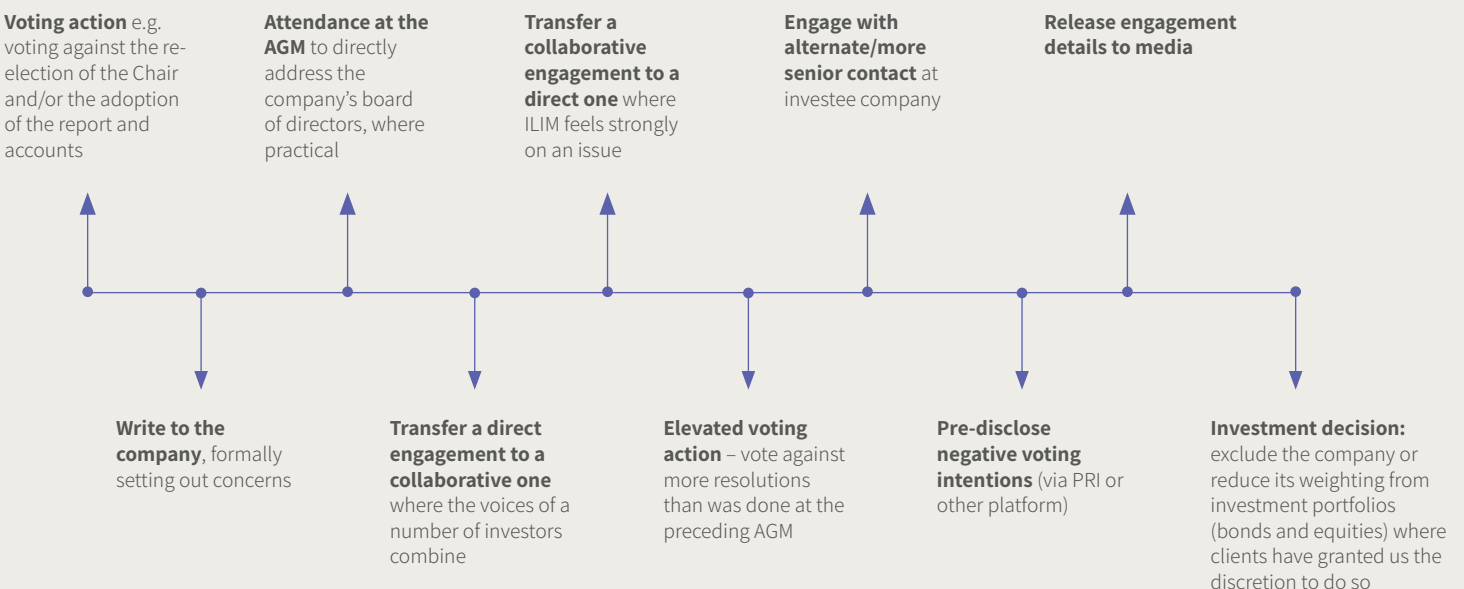 Voting action e.g.
voting against the re-
election of the Chair
and/or the adoption
of the report and
accounts
Attendance at the
AGM to directly
address the
company’s board
of directors, where
practical
Transfer a
collaborative
engagement to a
direct one where
ILIM feels strongly
on an issue
Engage with
alternate/more
senior contact at
investee company
Release engagement
details to media
Write to the
company, formally
setting out concerns
Transfer a direct
engagement to a
collaborative one
where the voices of a
number of investors
combine
Elevated voting
action – vote against
more resolutions
than was done at the
preceding AGM
Pre-disclose
negative voting
intentions (via PRI or
other platform)
Investment decision:
exclude the company or
reduce its weighting from
investment portfolios
(bonds and equities) where
clients have granted us the
discretion to do so